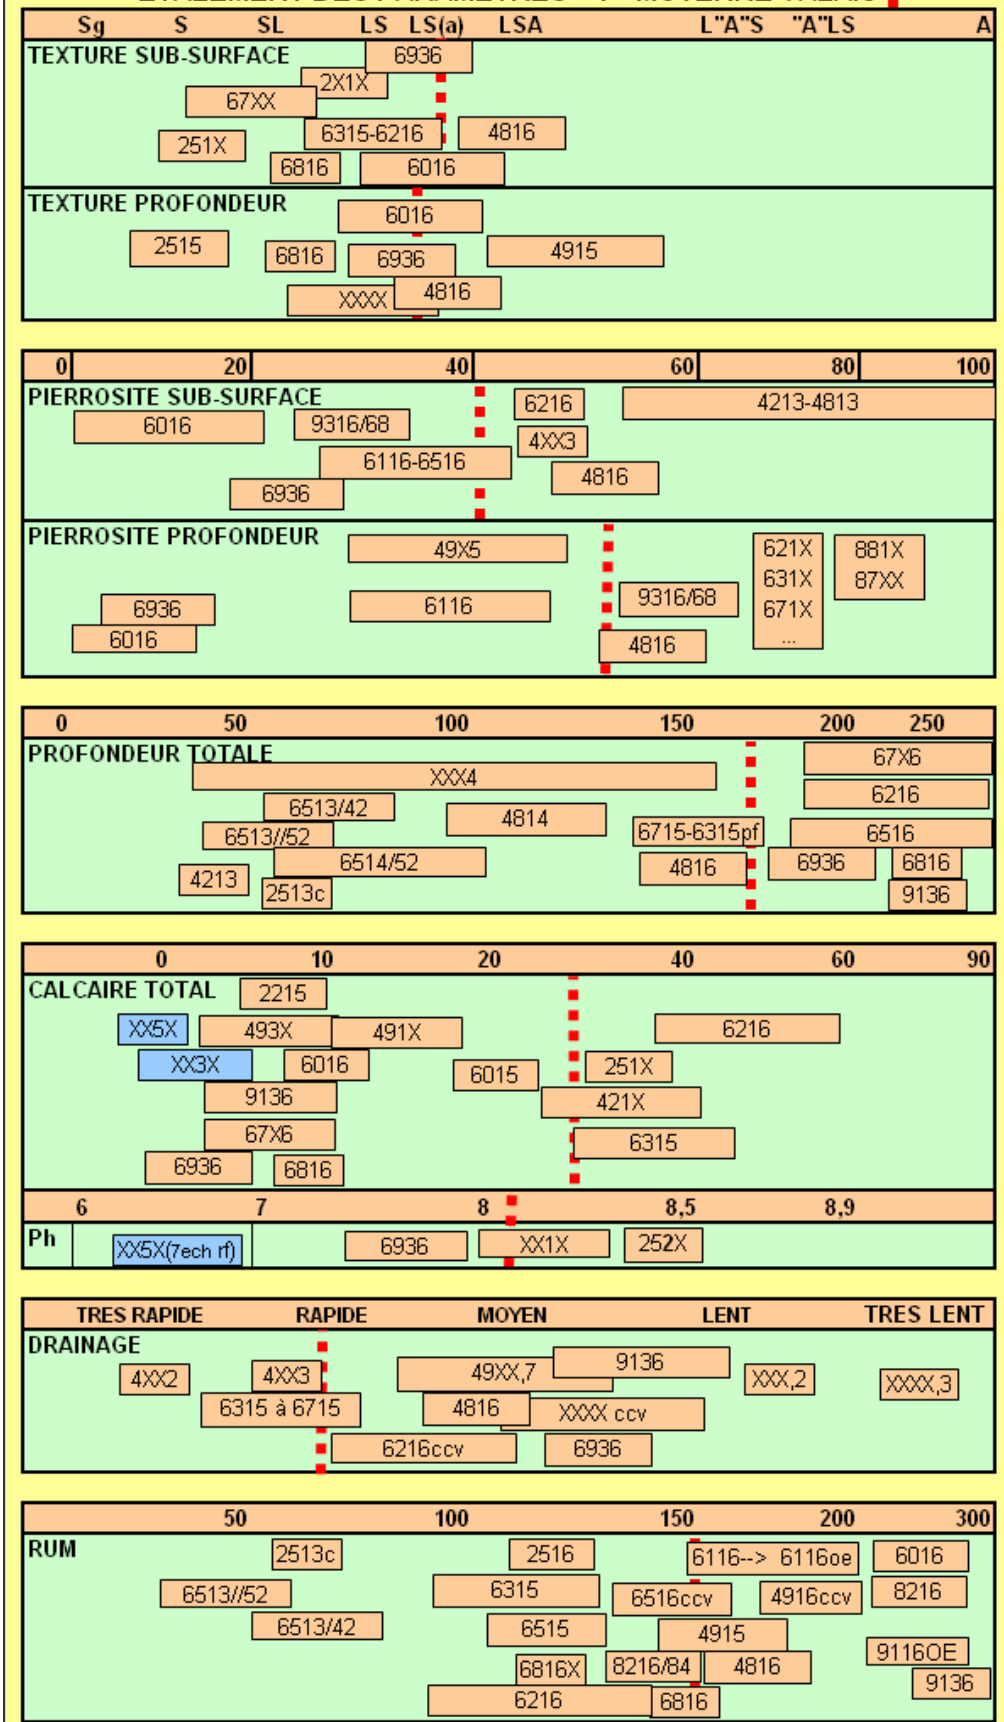 Sg S SL LS LS(a) LSA L"A"S "A"LS A
TEXTURE SUB-SURFACE
6936
2X1X
67XX
6315-6216
4816
251X
6816
6016
TEXTURE PROFONDEUR
6016
2515
6816
6936
4915
XXXX
4816
0 20 40 60 80 100
PIERROSITE SUB-SURFACE
6216
4213-4813
6016
9316/68
4XX3
6116-6516
4816
6936
PIERROSITE PROFONDEUR
49X5
621X
631X
671X
...
881X
87XX
6936
6116
9316/68
6016
4816
0 50 100 150 200 250
PROFONDEUR TOTALE
67X6
XXX4
6216
6513/42
4814
6513//52
6715-6315pf
6516
6514/52
4816
6936
6816
4213
2513c
9136
0 10 20 40 60 90
CALCAIRE TOTAL
2215
XX5X
493X
491X
6216
XX3X
6016
6015
251X
9136
421X
67X6
6315
6936
6816
6 7 8 8,5 8,9
Ph
XX5X(7ech rf)
6936
XX1X
252X
TRES RAPIDE RAPIDE MOYEN LENT TRES LENT
DRAINAGE
9136
4XX2
4XX3
49XX,7
XXX,2
XXXX,3
6315 à 6715
4816
XXXX ccv
6216ccv
6936
50 100 150 200 300
RUM
2513c
2516
6116--> 6116oe
6016
6513//52
6315
6516ccv
4916ccv
8216
6513/42
6515
4915
9116OE
6816X
8216/84
4816
9136
6216
6816